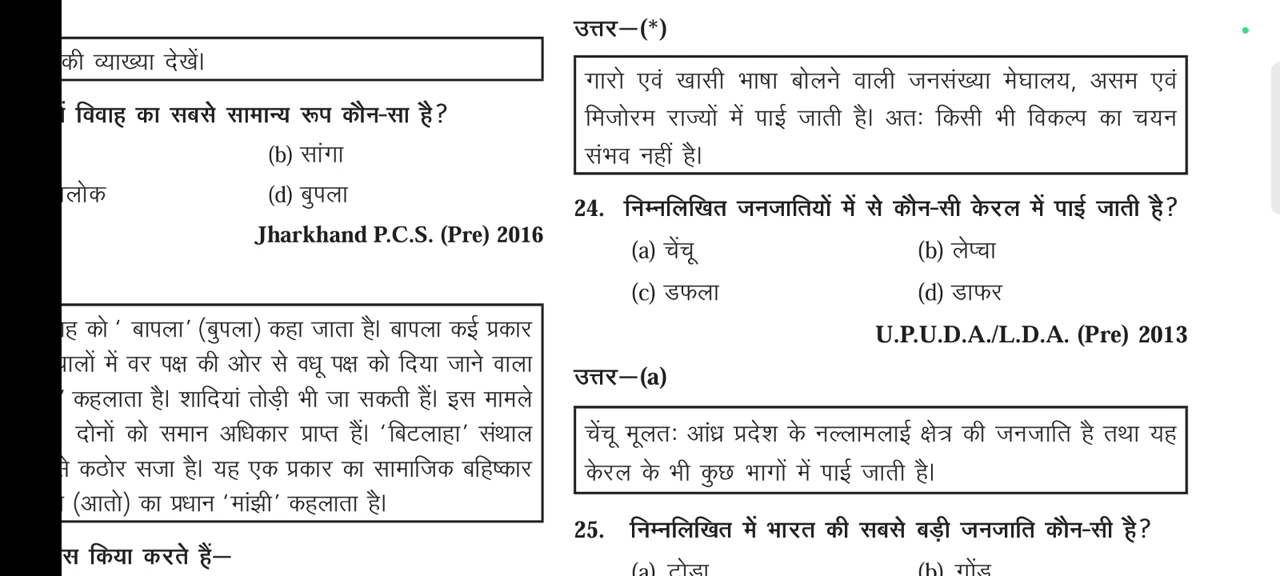 की व्याख्या देखें।
विवाह का सबसे सामान्य रूप कौन-सा है?
(b) सांगा
(d) बुपला
Jharkhand P.C.S. (Pre) 2016
को ‘ बापला’ (बुपला) कहा जाता है। बापला कई प्रकार
में वर पक्ष की ओर से वधू पक्ष को दिया जाने वाला
’ कहलाता है। शादियां तोड़ी भी जा सकती हैं। इस मामले
दोनों को समान अधिकार प्राप्त हैं। ‘बिटलाहा’ संथाल
कठोर सजा है। यह एक प्रकार का सामाजिक बहिष्कार
(आतो) का प्रधान ‘मांझी’ कहलाता है।
किया करते हैं–
उत्तर–(*)
गारो एवं खासी भाषा बोलने वाली जनसंख्या मेघालय, असम एवं
मिजोरम राज्यों में पाई जाती है। अतः किसी भी विकल्प का चयन
संभव नहीं है।
24. निम्नलिखित जनजातियों में से कौन-सी केरल में पाई जाती है?
(a) चेंचू (b) लेप्चा
(c) डफला (d) डाफर
U.P.U.D.A./L.D.A. (Pre) 2013
उत्तर–(a)
चेंचू मूलतः आंध्र प्रदेश के नल्लामलाई क्षेत्र की जनजाति है तथा यह
केरल के भी कुछ भागों में पाई जाती है।
25. निम्नलिखित में भारत की सबसे बड़ी जनजाति कौन-सी है?
(a) टोडा (b) गोंड